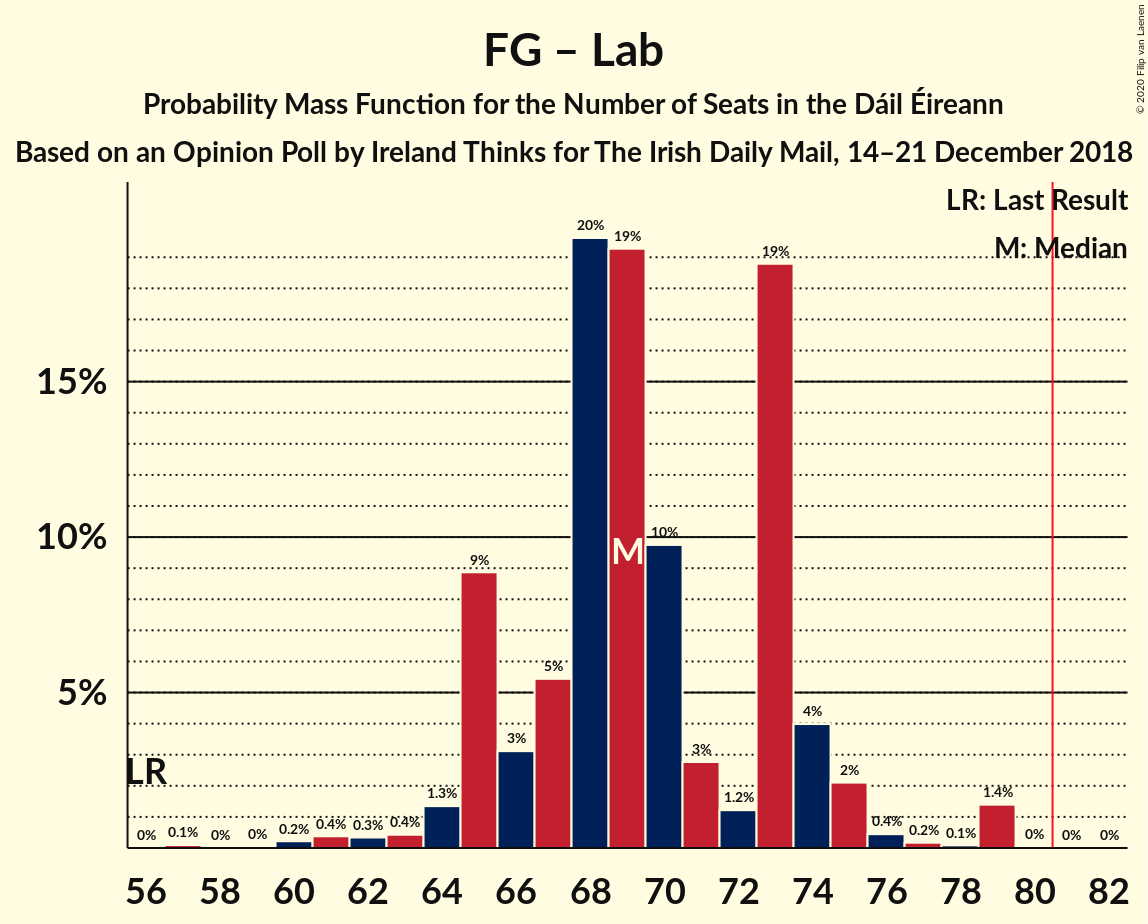 FG – Lab
Probability Mass Function for the Number of Seats in the Dáil Éireann
Based on an Opinion Poll by Ireland Thinks for The Irish Daily Mail, 14–21 December 2018
© 2020 Filip van Laenen
LR: Last Result
M: Median
15%
10%
5%
LR
M
0% 0.1% 0% 0% 0.2% 0.4% 0.3% 0.4% 1.3% 9% 3% 5% 20% 19% 10% 3% 1.2% 19% 4% 2% 0.4% 0.2% 0.1% 1.4% 0% 0% 0%
56 58 60 62 64 66 68 70 72 74 76 78 80 82